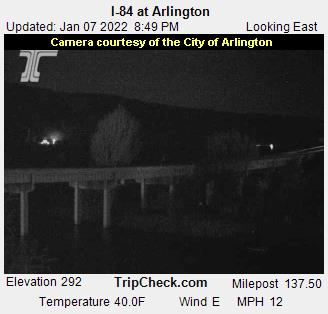 I-84 at Arlington
Updated: Jan 07 2022 8:49 PM Looking East
Camera courtesy of the City of Arlington
Elevation 292 TripCheck.com Milepost 137.50
Temperature 40.0F Wind E MPH 12